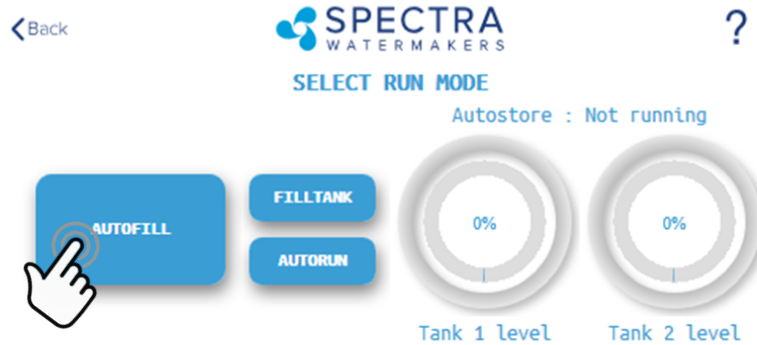 Back
SPECTRA
WATERMAKERS
?
SELECT RUN MODE
Autostore : Not running
AUTOFILL
FILLTANK
AUTORUN
0%
0%
Tank 1 level
Tank 2 level